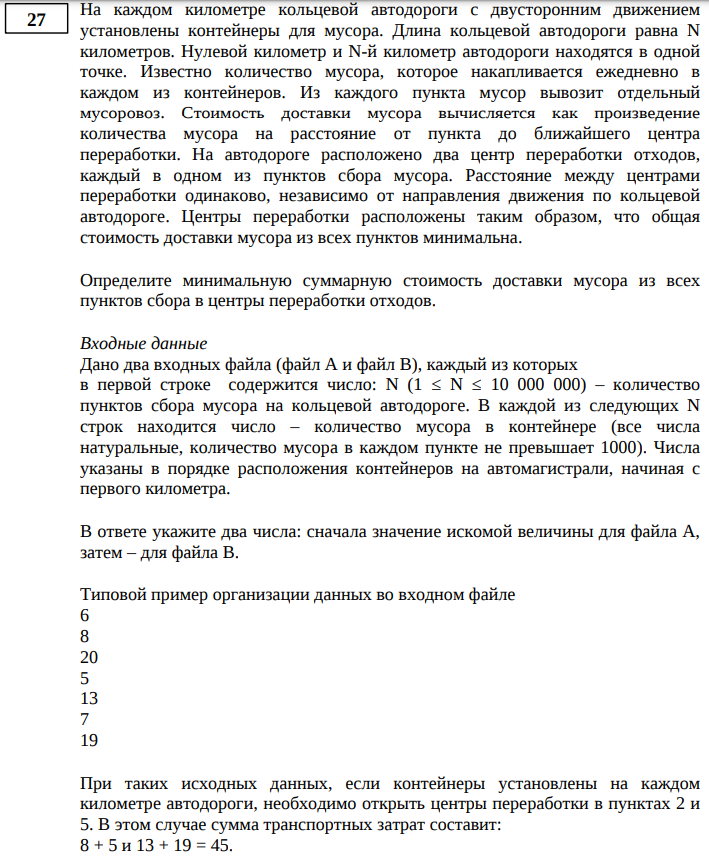 27
На каждом километре кольцевой автодороги с двусторонним движением
установлены контейнеры для мусора. Длина кольцевой автодороги равна N
километров. Нулевой километр и N-й километр автодороги находятся в одной
точке. Известно количество мусора, которое накапливается ежедневно в
каждом из контейнеров. Из каждого пункта мусор вывозит отдельный
мусоровоз. Стоимость доставки мусора вычисляется как произведение
количества мусора на расстояние от пункта до ближайшего центра
переработки. На автодороге расположено два центр переработки отходов,
каждый в одном из пунктов сбора мусора. Расстояние между центрами
переработки одинаково, независимо от направления движения по кольцевой
автодороге. Центры переработки расположены таким образом, что общая
стоимость доставки мусора из всех пунктов минимальна.
Определите минимальную суммарную стоимость доставки мусора из всех
пунктов сбора в центры переработки отходов.
Входные данные
Дано два входных файла (файл A и файл B), каждый из которых
в первой строке содержится число: N (1 ≤ N ≤ 10 000 000) – количество
пунктов сбора мусора на кольцевой автодороге. В каждой из следующих N
строк находится число – количество мусора в контейнере (все числа
натуральные, количество мусора в каждом пункте не превышает 1000). Числа
указаны в порядке расположения контейнеров на автомагистрали, начиная с
первого километра.
В ответе укажите два числа: сначала значение искомой величины для файла А,
затем – для файла B.
Типовой пример организации данных во входном файле
6
8
20
5
13
7
19
При таких исходных данных, если контейнеры установлены на каждом
километре автодороги, необходимо открыть центры переработки в пунктах 2 и
5. В этом случае сумма транспортных затрат составит:
8 + 5 и 13 + 19 = 45.